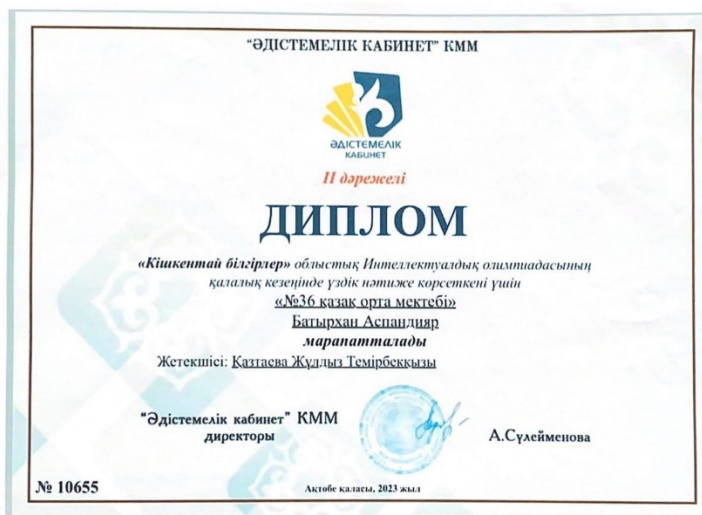 "ӘДІСТЕМЕЛІК КАБИНЕТ" КММ
ӘДІСТЕМЕЛІК
КАБИНЕТ
II дәрежелі
ДИПЛОМ
«Кішкентай білгірлер» облыстық Интеллектуалдық олимпиадасының
қалалық кезеңінде үздік нәтиже көрсеткені үшін
«№36 қазақ орта мектебі»
Батырхан Аспандияр
марапатталады
Жетекшісі: Қазтаева Жұлдыз Темірбекқызы
"Әдістемелік кабинет" КММ
директоры
А.Сүлейменова
№ 10655
Ақтөбе қаласы, 2023 жыл